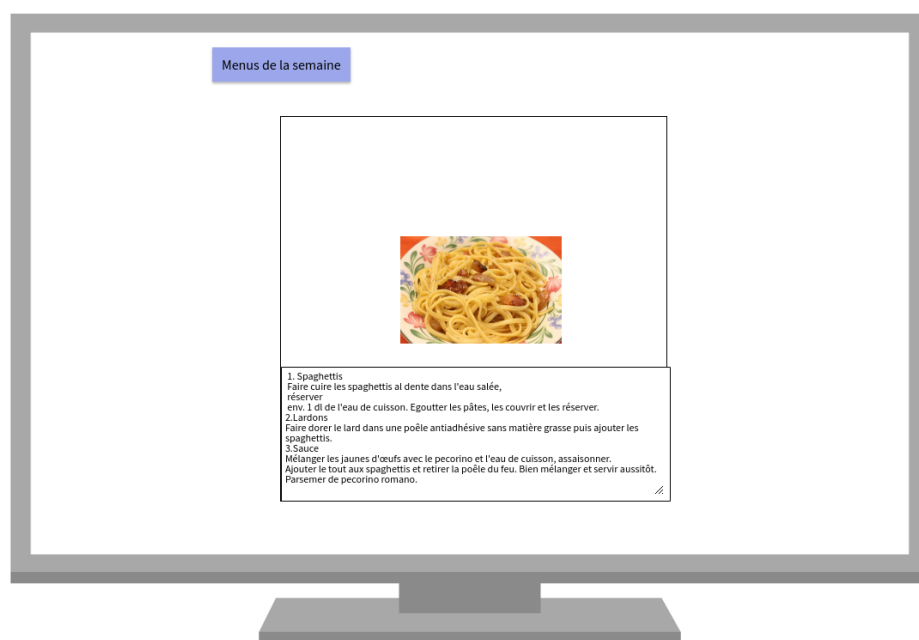 Menus de la semaine
1. Spaghettis
Faire cuire les spaghettis al dente dans l'eau salée,
réserver
env. 1 dl de l'eau de cuisson. Egoutter les pâtes, les couvrir et les réserver.
2.Lardons
Faire dorer le lard dans une poêle antiadhésive sans matière grasse puis ajouter les
spaghettis.
3.Sauce
Mélanger les jaunes d'œufs avec le pecorino et l'eau de cuisson, assaisonner.
Ajouter le tout aux spaghettis et retirer la poêle du feu. Bien mélanger et servir aussitôt.
Parsemer de pecorino romano.